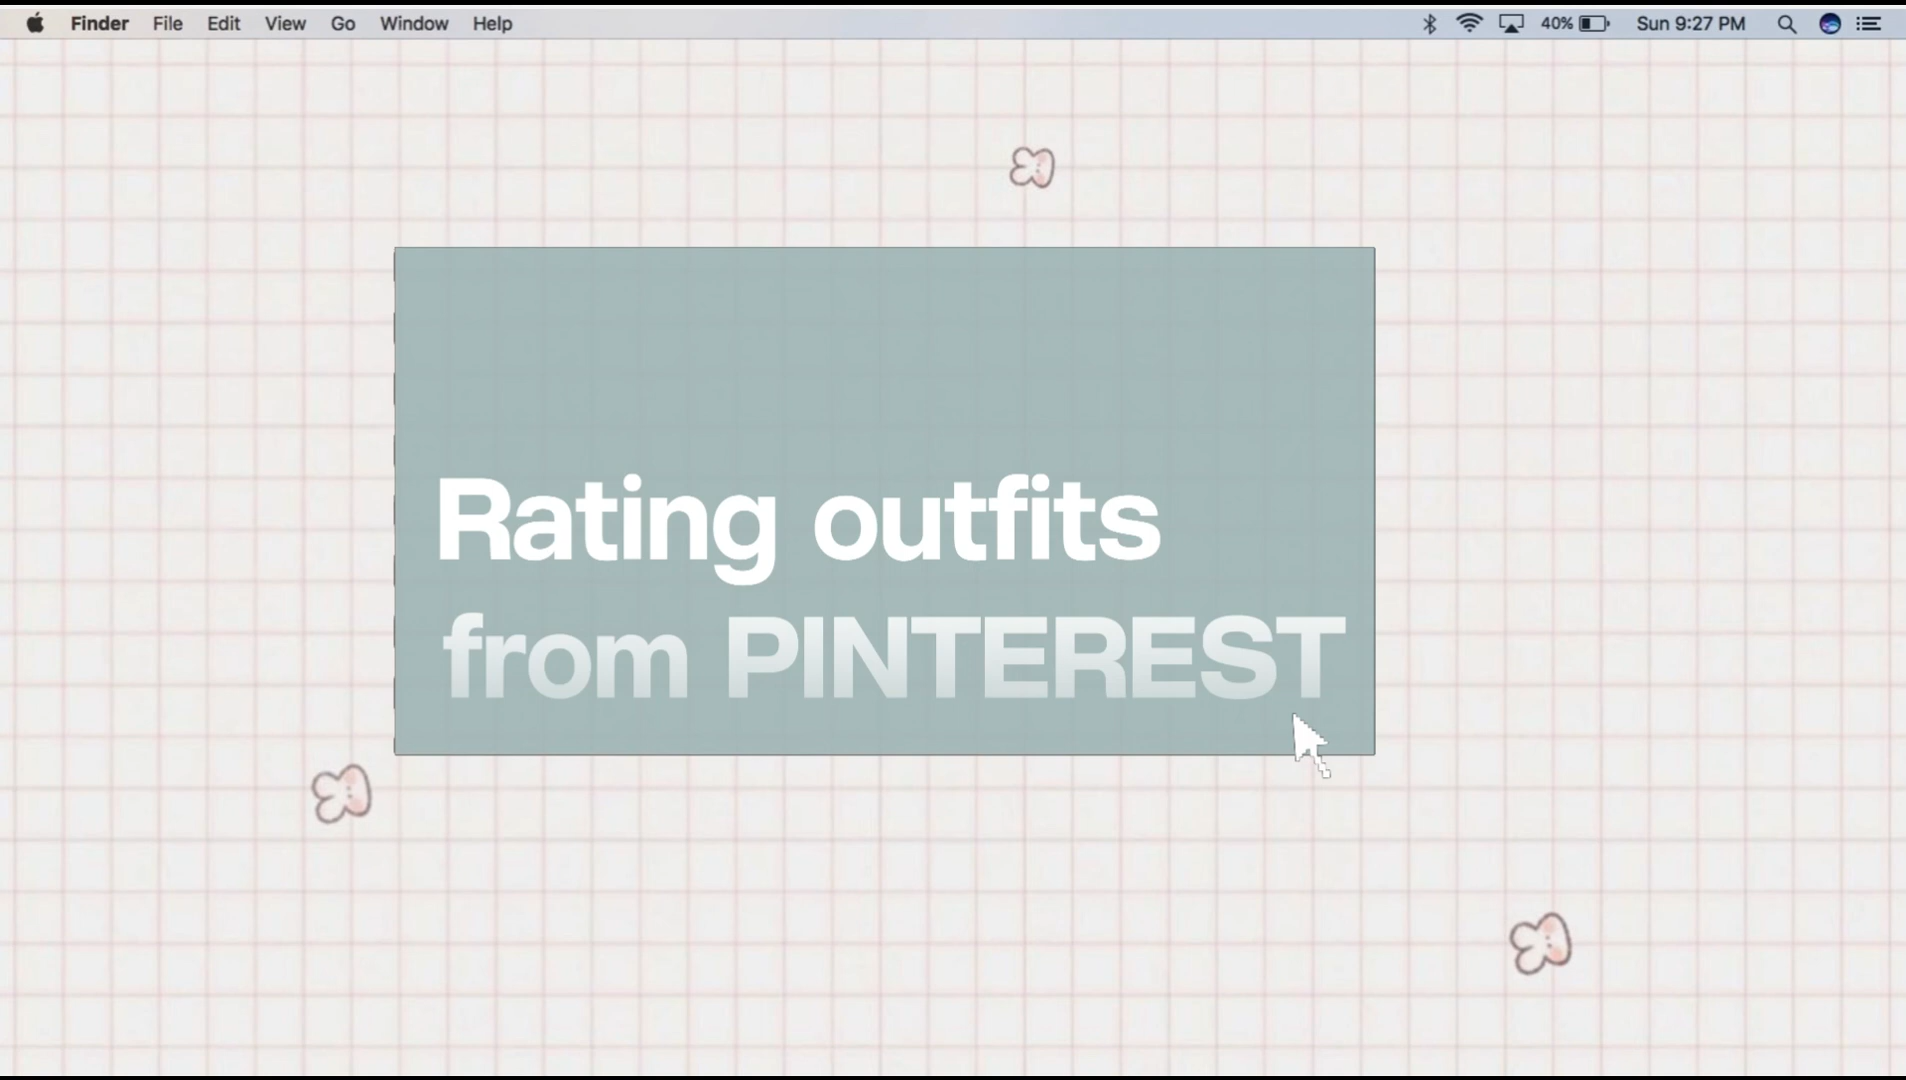 Finder File Edit View Go Window Help 40% Sun 9:27 PM
Rating outfits
from PINTEREST